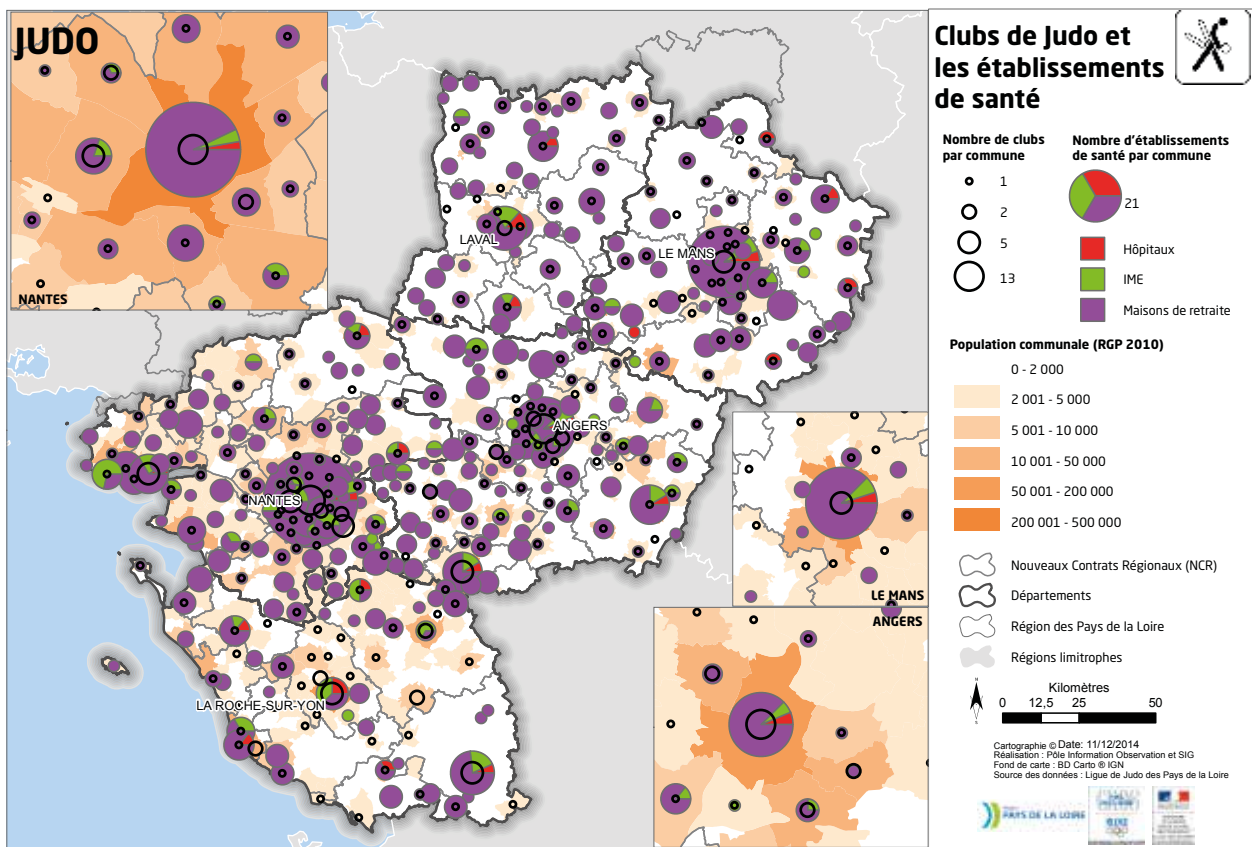 JUDO
NANTES
LAVAL
LE MANS
ANGERS
NANTES
LA ROCHE-SUR-YON
LE MANS
ANGERS
Clubs de Judo et
les établissements
de santé
Nombre de clubs
par commune
1
2
5
13
Nombre d'établissements
de santé par commune
21
Hôpitaux
IME
Maisons de retraite
Population communale (RGP 2010)
0 - 2 000
2 001 - 5 000
5 001 - 10 000
10 001 - 50 000
50 001 - 200 000
200 001 - 500 000
Nouveaux Contrats Régionaux (NCR)
Départements
Région des Pays de la Loire
Régions limitrophes
N
Kilomètres
0 12,5 25 50
Cartographie © Date: 11/12/2014
Réalisation : Pôle Information Observation et SIG
Fond de carte : BD Carto ® IGN
Source des données : Ligue de Judo des Pays de la Loire
PAYS DE LA LOIRE